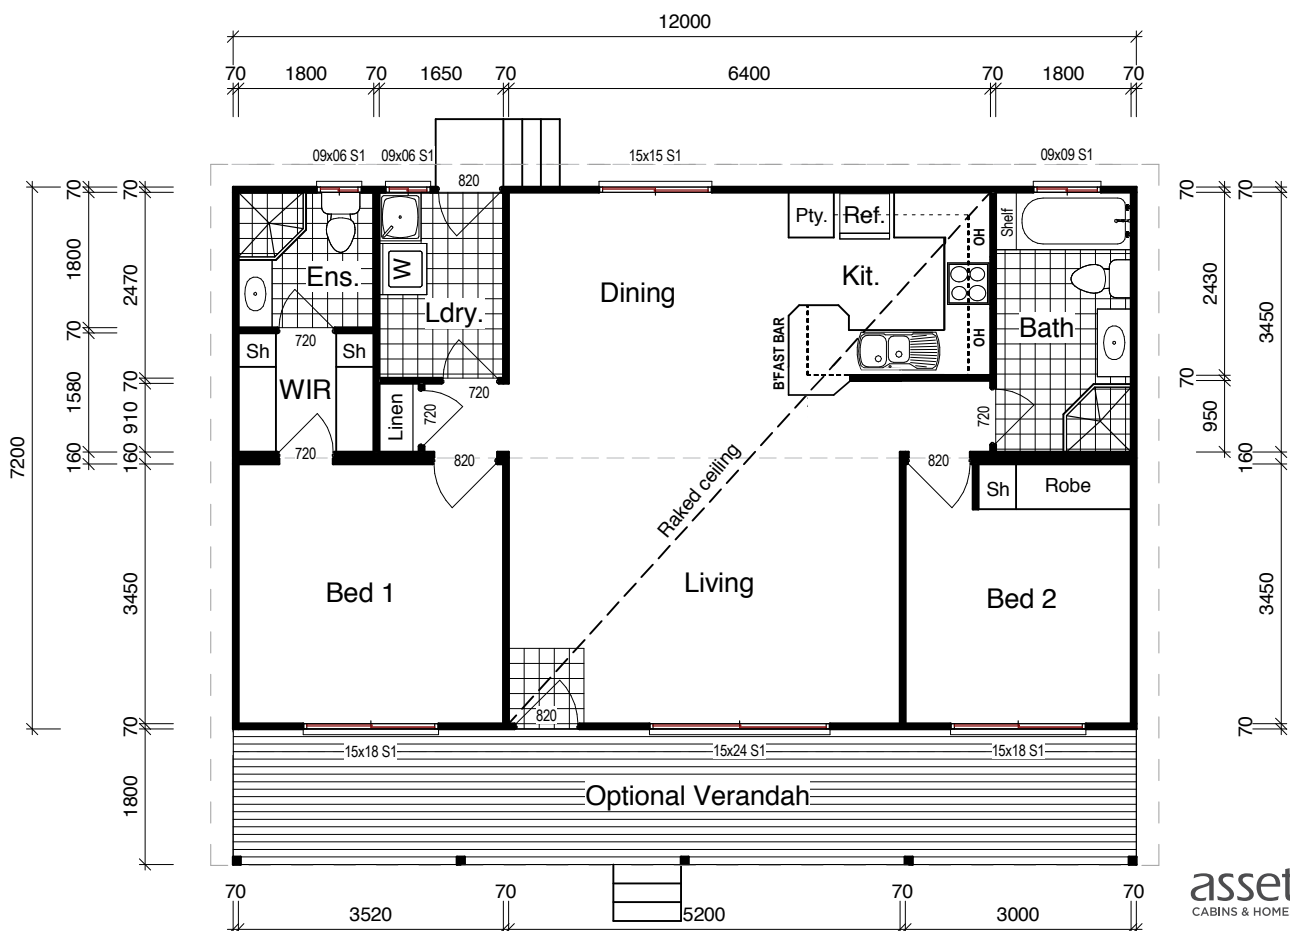 12000
70 1800 70 1650 70 6400 70 1800 70
09x06 S1 09x06 S1 15x15 S1 09x09 S1
820
70 70 70 70
Pty. Ref. OH Shelf
1800 2470 2430 3450
W
Ens. Kit.
Dining
Ldry. Bath
70 70
720
Sh Sh OH
B'FAST BAR
WIR
1580 70 70
720
Linen 720 720
910 950
7200
160 160 720 820 820 160
Raked ceiling
Sh Robe
Bed 1 Living Bed 2
3450 3450
820
70 70
15x18 S1 15x24 S1 15x18 S1
Optional Verandah
1800
70 70 70 70
3520 5200 3000
asset
CABINS & HOME